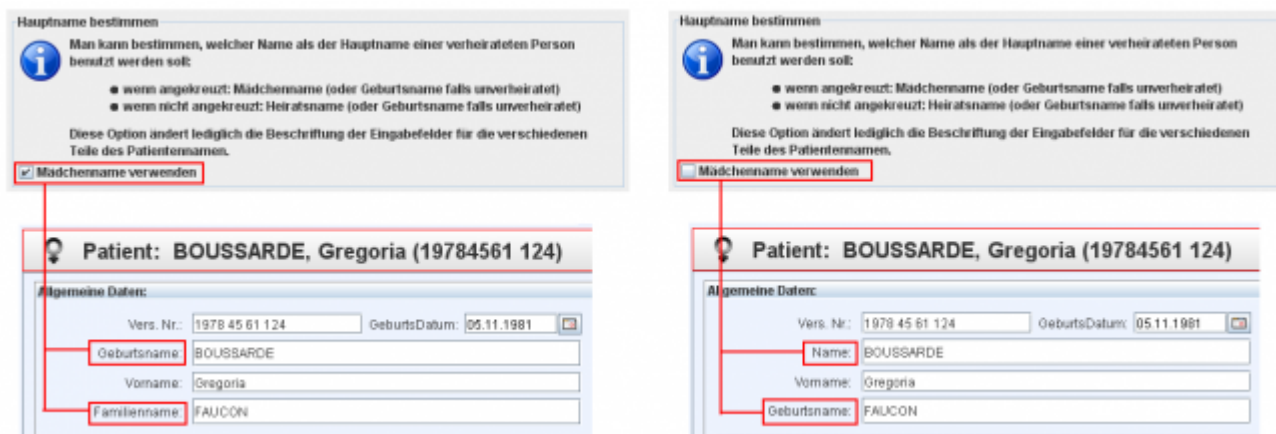 Hauptname bestimmen
Man kann bestimmen, welcher Name als der Hauptname einer verheirateten Person
benutzt werden soll:
● wenn angekreuzt: Mädchenname (oder Geburtsname falls unverheiratet)
● wenn nicht angekreuzt: Heiratsname (oder Geburtsname falls unverheiratet)
Diese Option ändert lediglich die Beschriftung der Eingabefelder für die verschiedenen
Teile des Patientennamen.
Mädchenname verwenden
Patient: BOUSSARDE, Gregoria (19784561 124)
Allgemeine Daten:
Vers. Nr.: 1978 45 61 124 GeburtsDatum: 05.11.1981
Geburtsname: BOUSSARDE
Vorname: Gregoria
Familienname: FAUCON
Hauptname bestimmen
Man kann bestimmen, welcher Name als der Hauptname einer verheirateten Person
benutzt werden soll:
● wenn angekreuzt: Mädchenname (oder Geburtsname falls unverheiratet)
● wenn nicht angekreuzt: Heiratsname (oder Geburtsname falls unverheiratet)
Diese Option ändert lediglich die Beschriftung der Eingabefelder für die verschiedenen
Teile des Patientennamen.
Mädchenname verwenden
Patient: BOUSSARDE, Gregoria (19784561 124)
Allgemeine Daten:
Vers. Nr.: 1978 45 61 124 GeburtsDatum: 05.11.1981
Name: BOUSSARDE
Vorname: Gregoria
Geburtsname: FAUCON